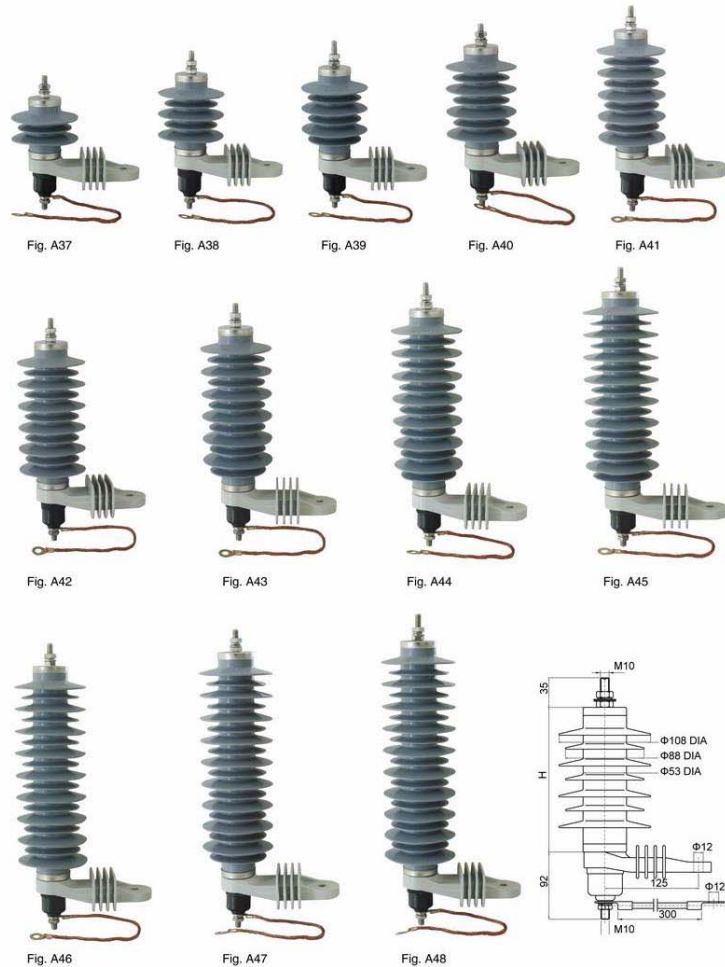 Fig. A37
Fig. A38
Fig. A39
Fig. A40
Fig. A41
Fig. A42
Fig. A43
Fig. A44
Fig. A45
M10
35
Φ108 DIA
Φ88 DIA
Φ53 DIA
H
Φ12
125
92
Φ12
300
M10
Fig. A46
Fig. A47
Fig. A48